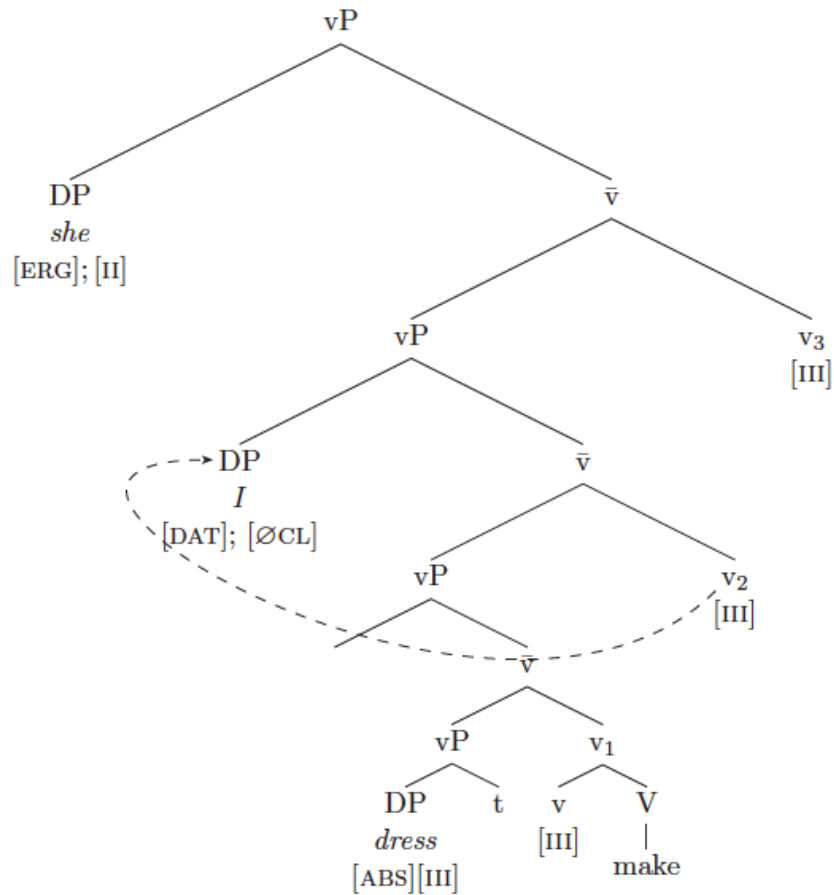 vP
DP v̄
she
[ERG]; [II]
vP v₃
[III]
DP v̄
I
[DAT]; [∅CL]
vP v₂
[III]
v̄
vP v₁
DP t v V
dress [III]
make
[ABS][III]